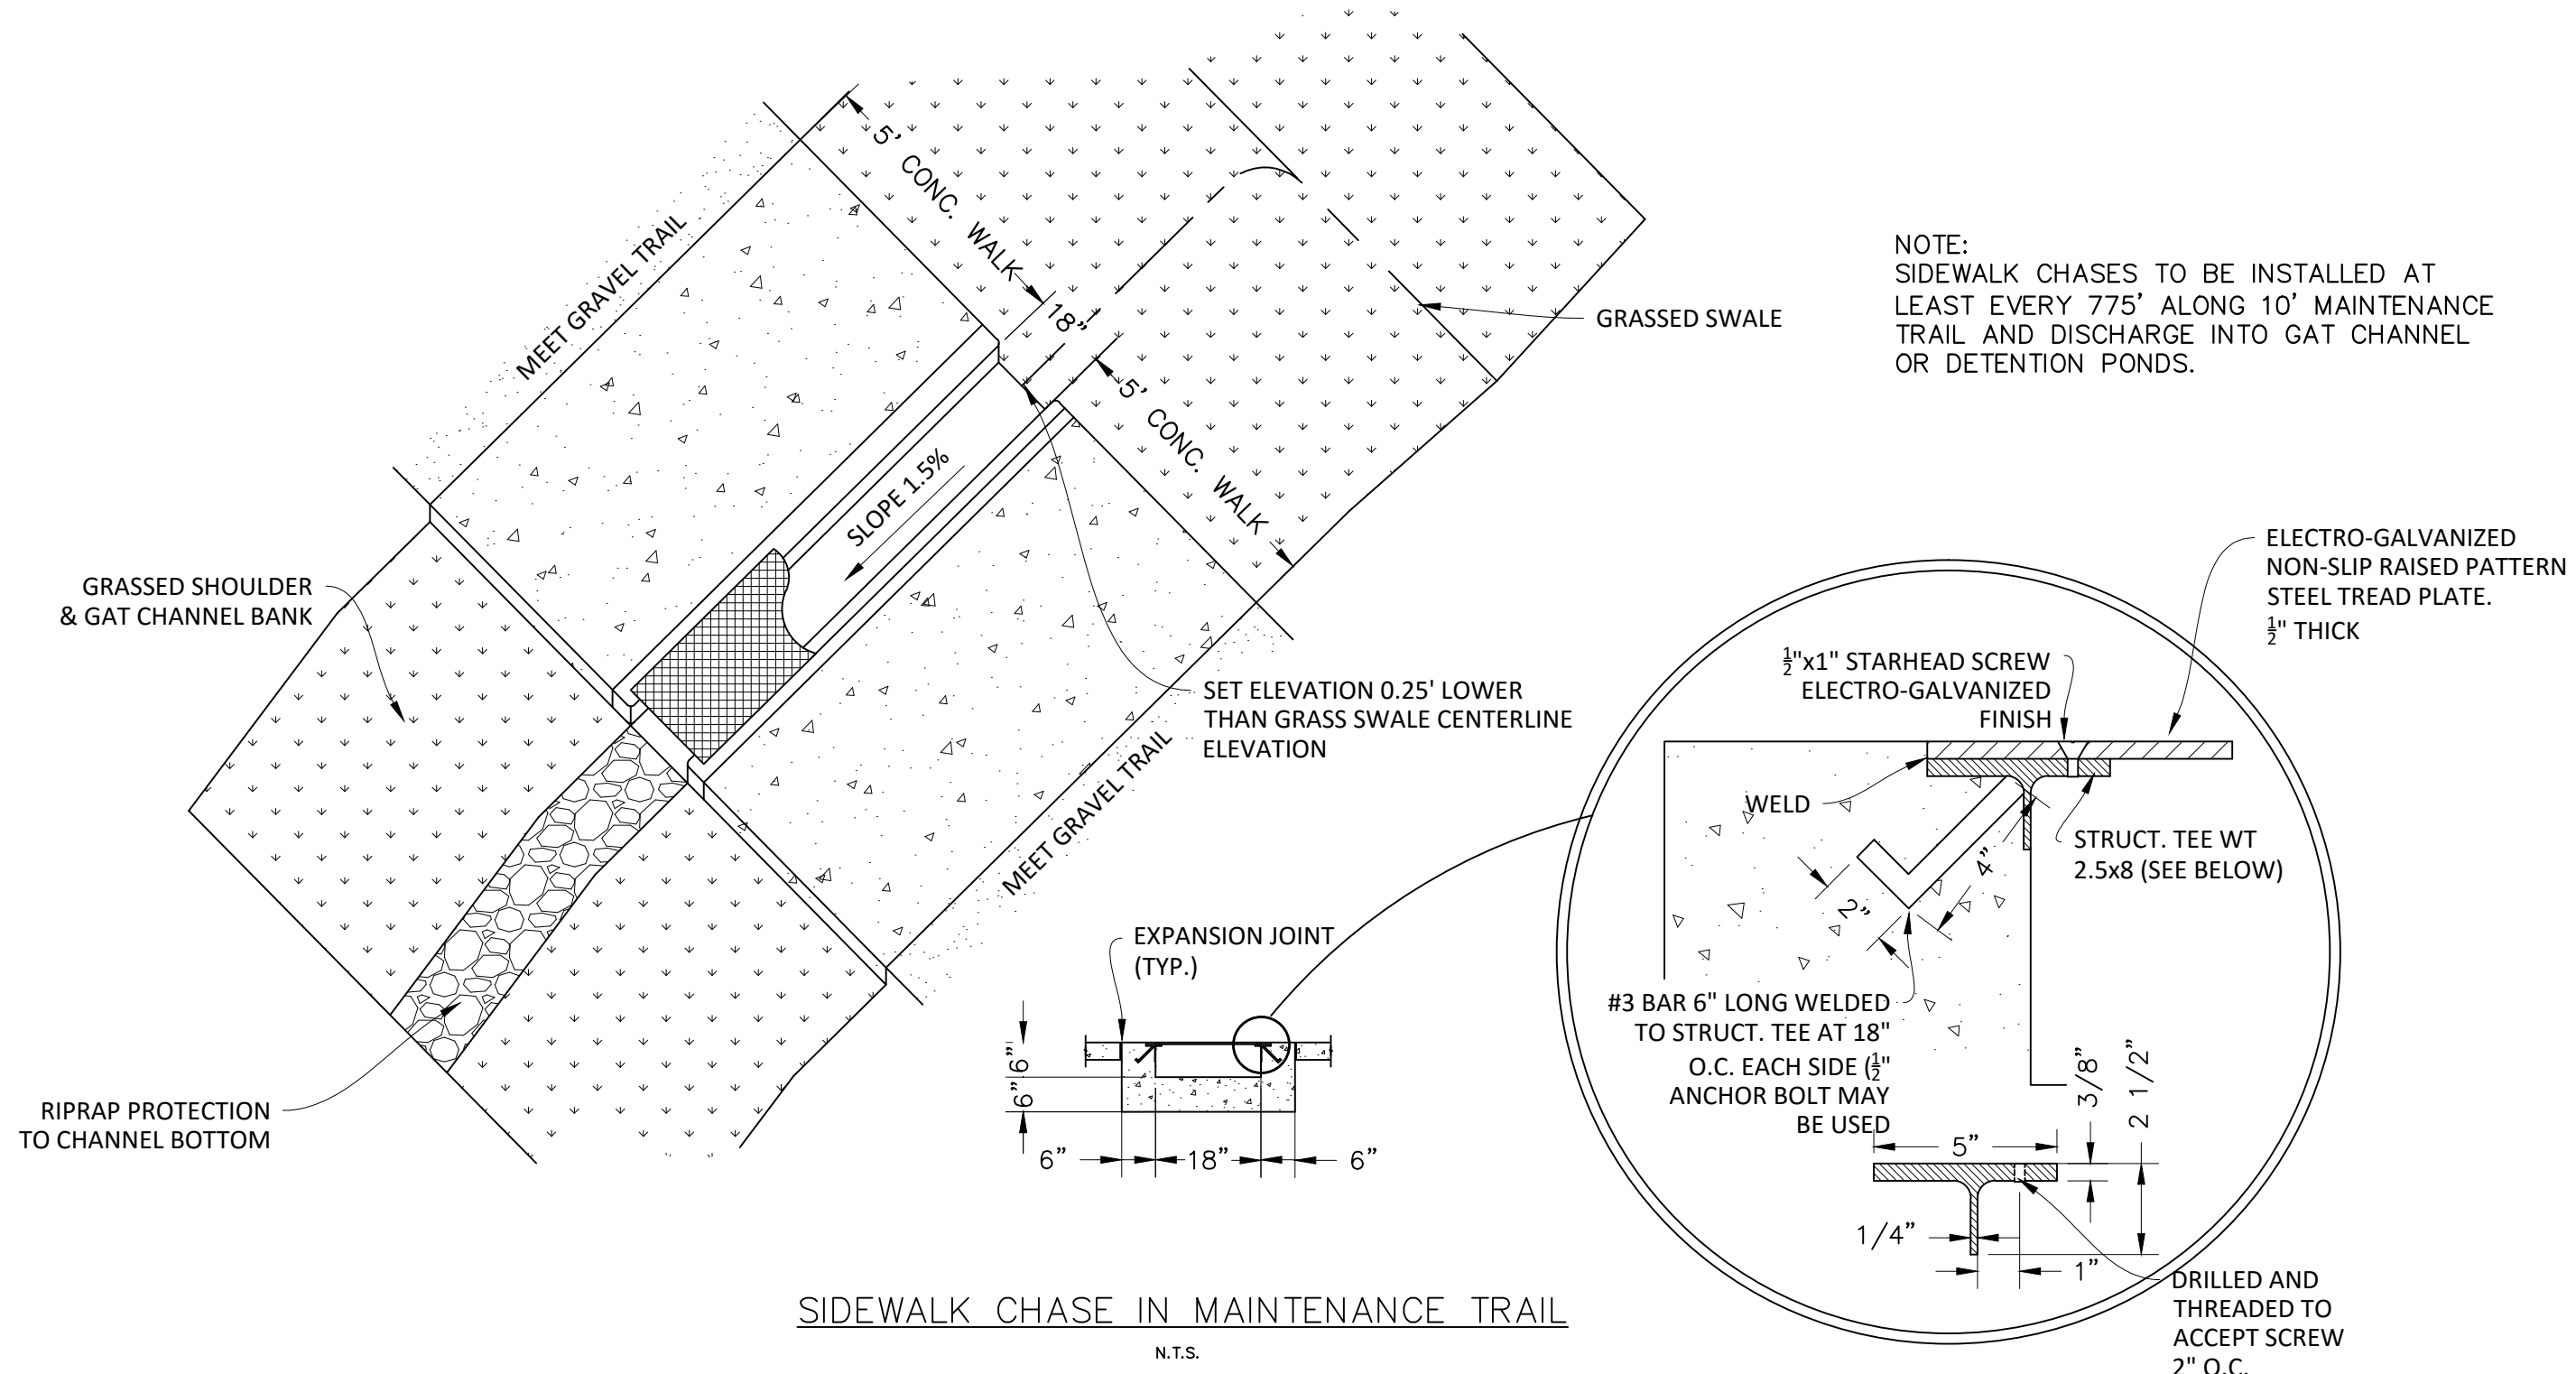 5' CONC. WALK
MEET GRAVEL TRAIL
18"
GRASSED SWALE
NOTE:
SIDEWALK CHASES TO BE INSTALLED AT
LEAST EVERY 775' ALONG 10' MAINTENANCE
TRAIL AND DISCHARGE INTO GAT CHANNEL
OR DETENTION PONDS.
5' CONC. WALK
SLOPE 1.5%
GRASSED SHOULDER
& GAT CHANNEL BANK
SET ELEVATION 0.25' LOWER
THAN GRASS SWALE CENTERLINE
ELEVATION
MEET GRAVEL TRAIL
RIPRAP PROTECTION
TO CHANNEL BOTTOM
EXPANSION JOINT
(TYP.)
6"
6"
6"
18"
6"
ELECTRO-GALVANIZED
NON-SLIP RAISED PATTERN
STEEL TREAD PLATE.
½" THICK
½"x1" STARHEAD SCREW
ELECTRO-GALVANIZED
FINISH
WELD
STRUCT. TEE WT
2.5x8 (SEE BELOW)
4"
2"
#3 BAR 6" LONG WELDED
TO STRUCT. TEE AT 18"
O.C. EACH SIDE (½"
ANCHOR BOLT MAY
BE USED
5"
3/8"
2 1/2"
1/4"
1"
DRILLED AND
THREADED TO
ACCEPT SCREW
2" O.C.
SIDEWALK CHASE IN MAINTENANCE TRAIL
N.T.S.